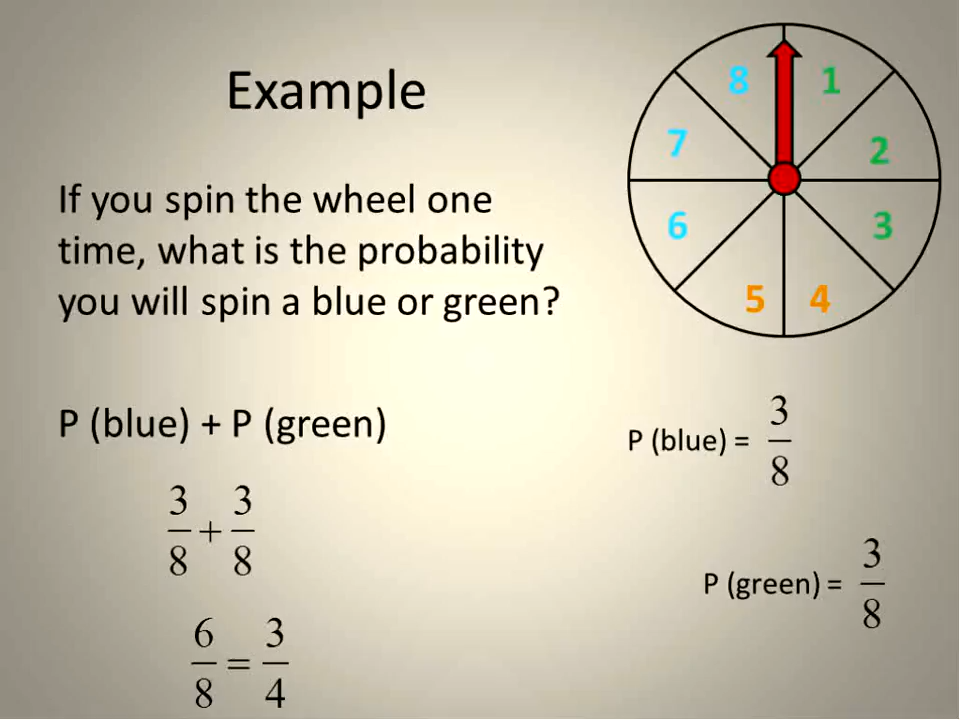 Example
If you spin the wheel one
time, what is the probability
you will spin a blue or green?
8 1
7 2
6 3
5 4
P (blue) + P (green)
3/8 + 3/8
6/8 = 3/4
P (blue) = 3/8
P (green) = 3/8